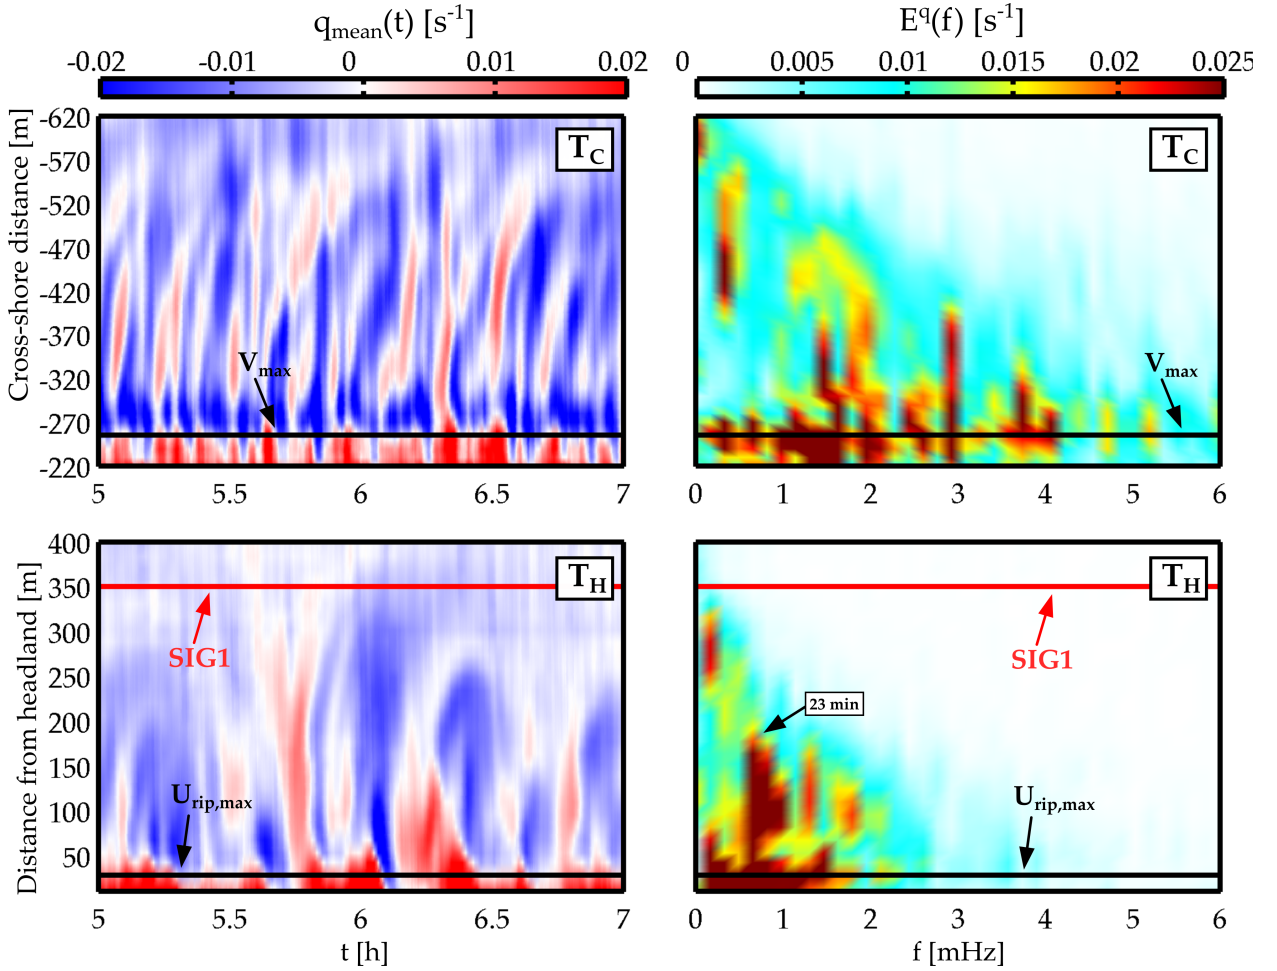 q_mean(t) [s^-1]
E^q(f) [s^-1]
-0.02 -0.01 0 0.01 0.02
0 0.005 0.01 0.015 0.02 0.025
Cross-shore distance [m]
-620
-570
-520
-470
-420
-370
-320
-270
-220
T_C
V_max
5 5.5 6 6.5 7
T_C
V_max
0 1 2 3 4 5 6
Distance from headland [m]
400
350
300
250
200
150
100
50
T_H
SIG1
U_rip,max
5 5.5 6 6.5 7
t [h]
T_H
SIG1
23 min
U_rip,max
0 1 2 3 4 5 6
f [mHz]